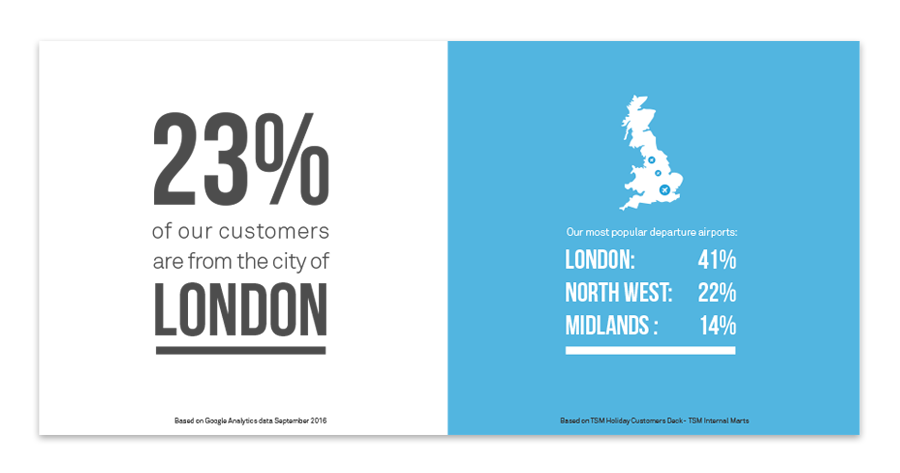 23%
of our customers
are from the city of
LONDON
Based on Google Analytics data September 2016
Our most popular departure airports:
LONDON: 41%
NORTH WEST: 22%
MIDLANDS : 14%
Based on TSM Holiday Customers Deck - TSM Internal Marts